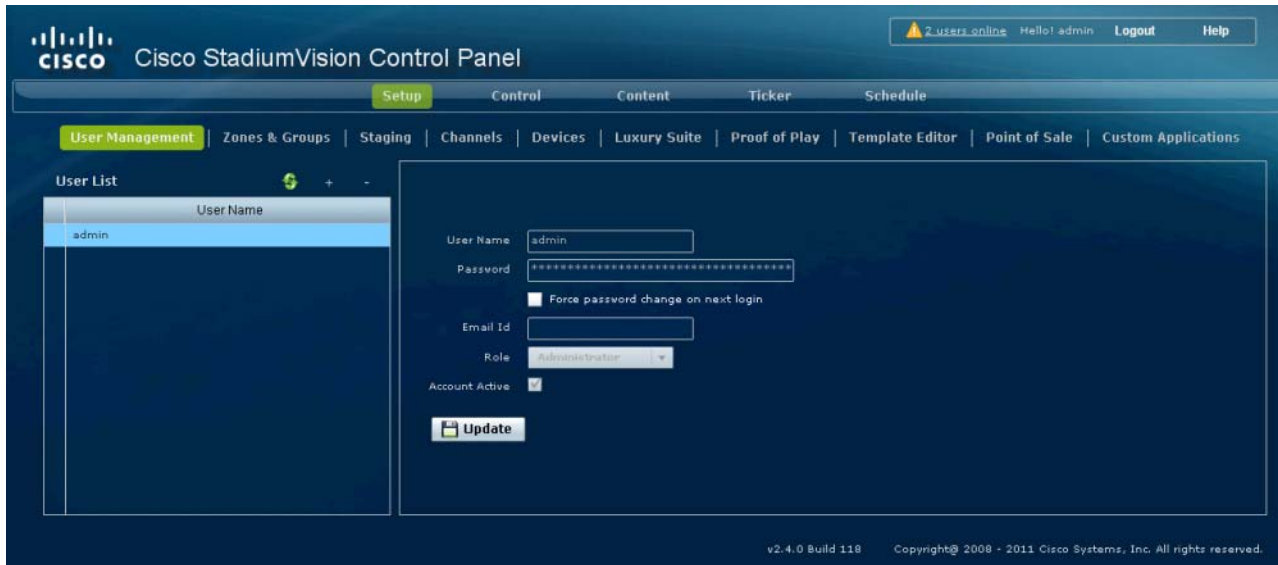 2 users online Hello! admin Logout Help
CISCO Cisco StadiumVision Control Panel
Setup Control Content Ticker Schedule
User Management | Zones & Groups | Staging | Channels | Devices | Luxury Suite | Proof of Play | Template Editor | Point of Sale | Custom Applications
User List + -
User Name
admin
User Name admin
Password ************************************
Force password change on next login
Email Id
Role Administrator
Account Active
Update
v2.4.0 Build 118 Copyright@ 2008 - 2011 Cisco Systems, Inc. All rights reserved.